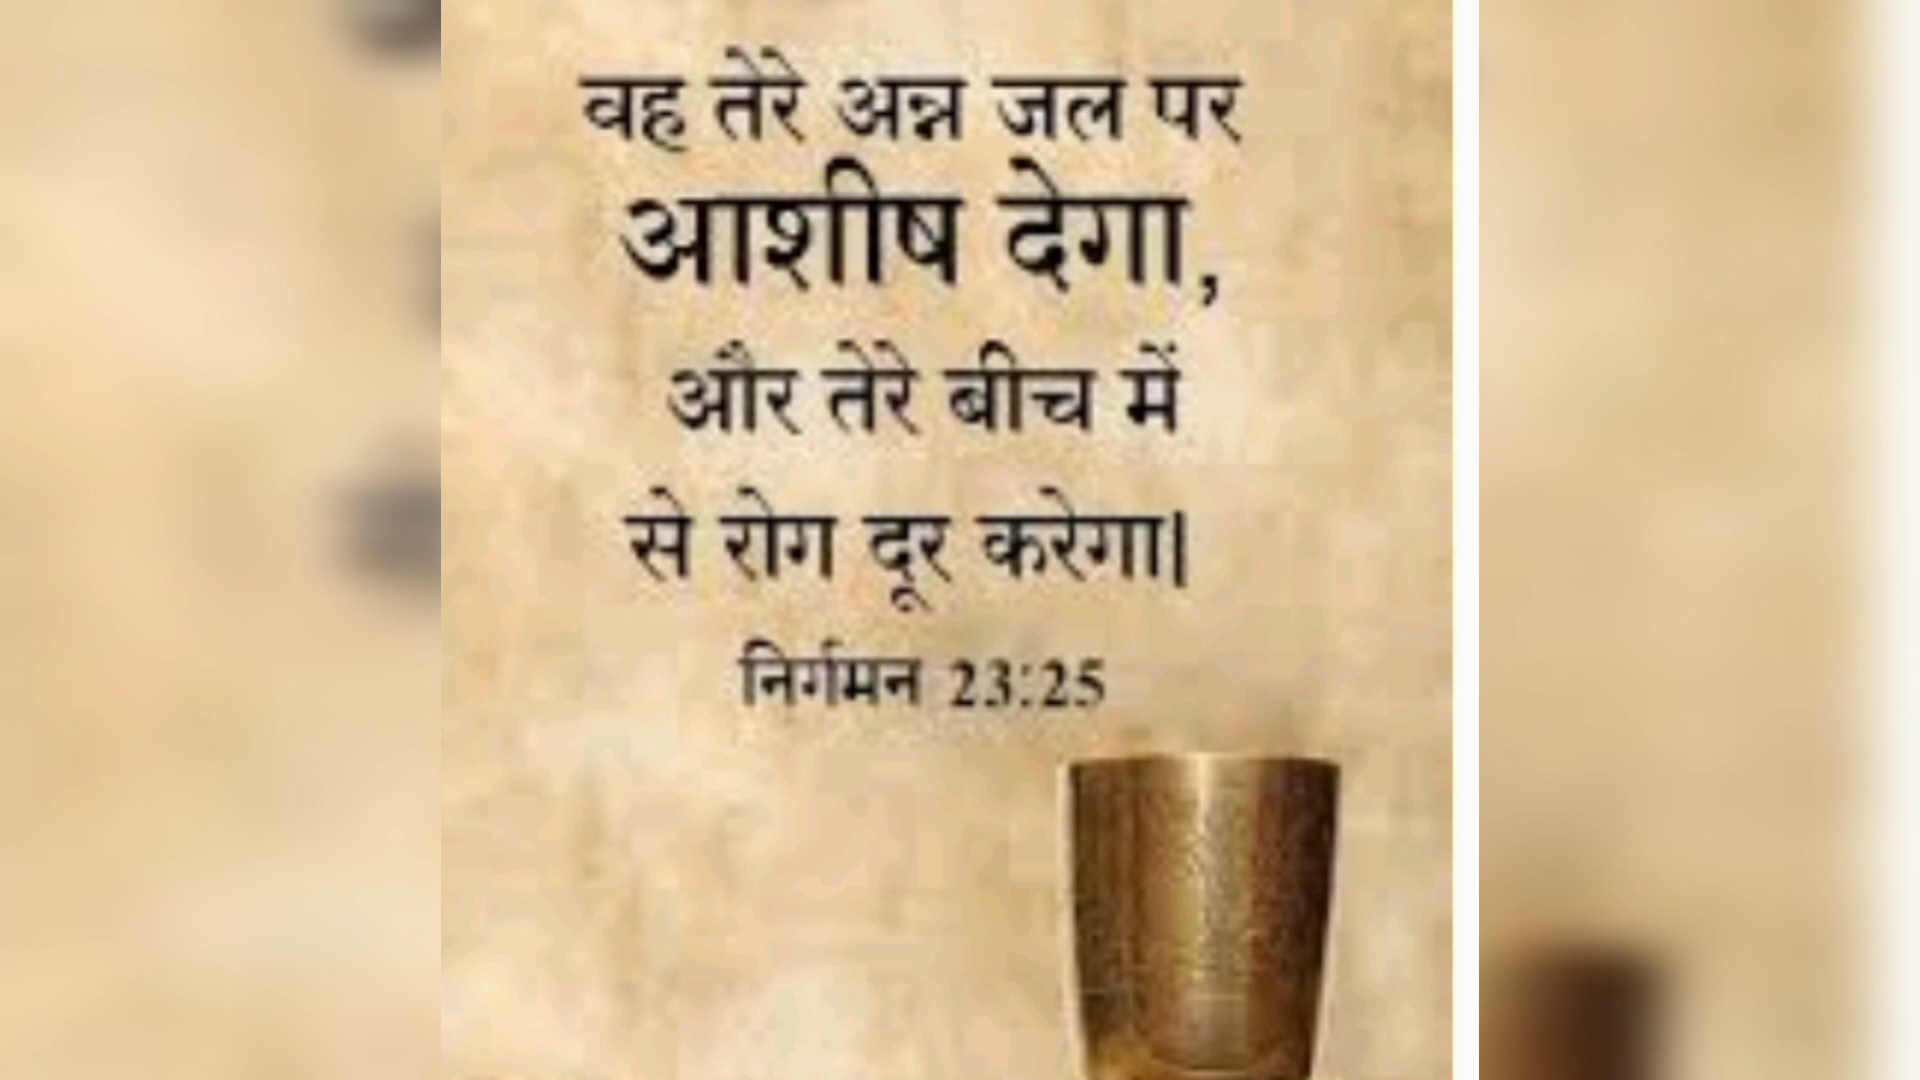 वह तेरे अन्न जल पर
आशीष देगा,
और तेरे बीच में
से रोग दूर करेगा|
निर्गमन 23:25